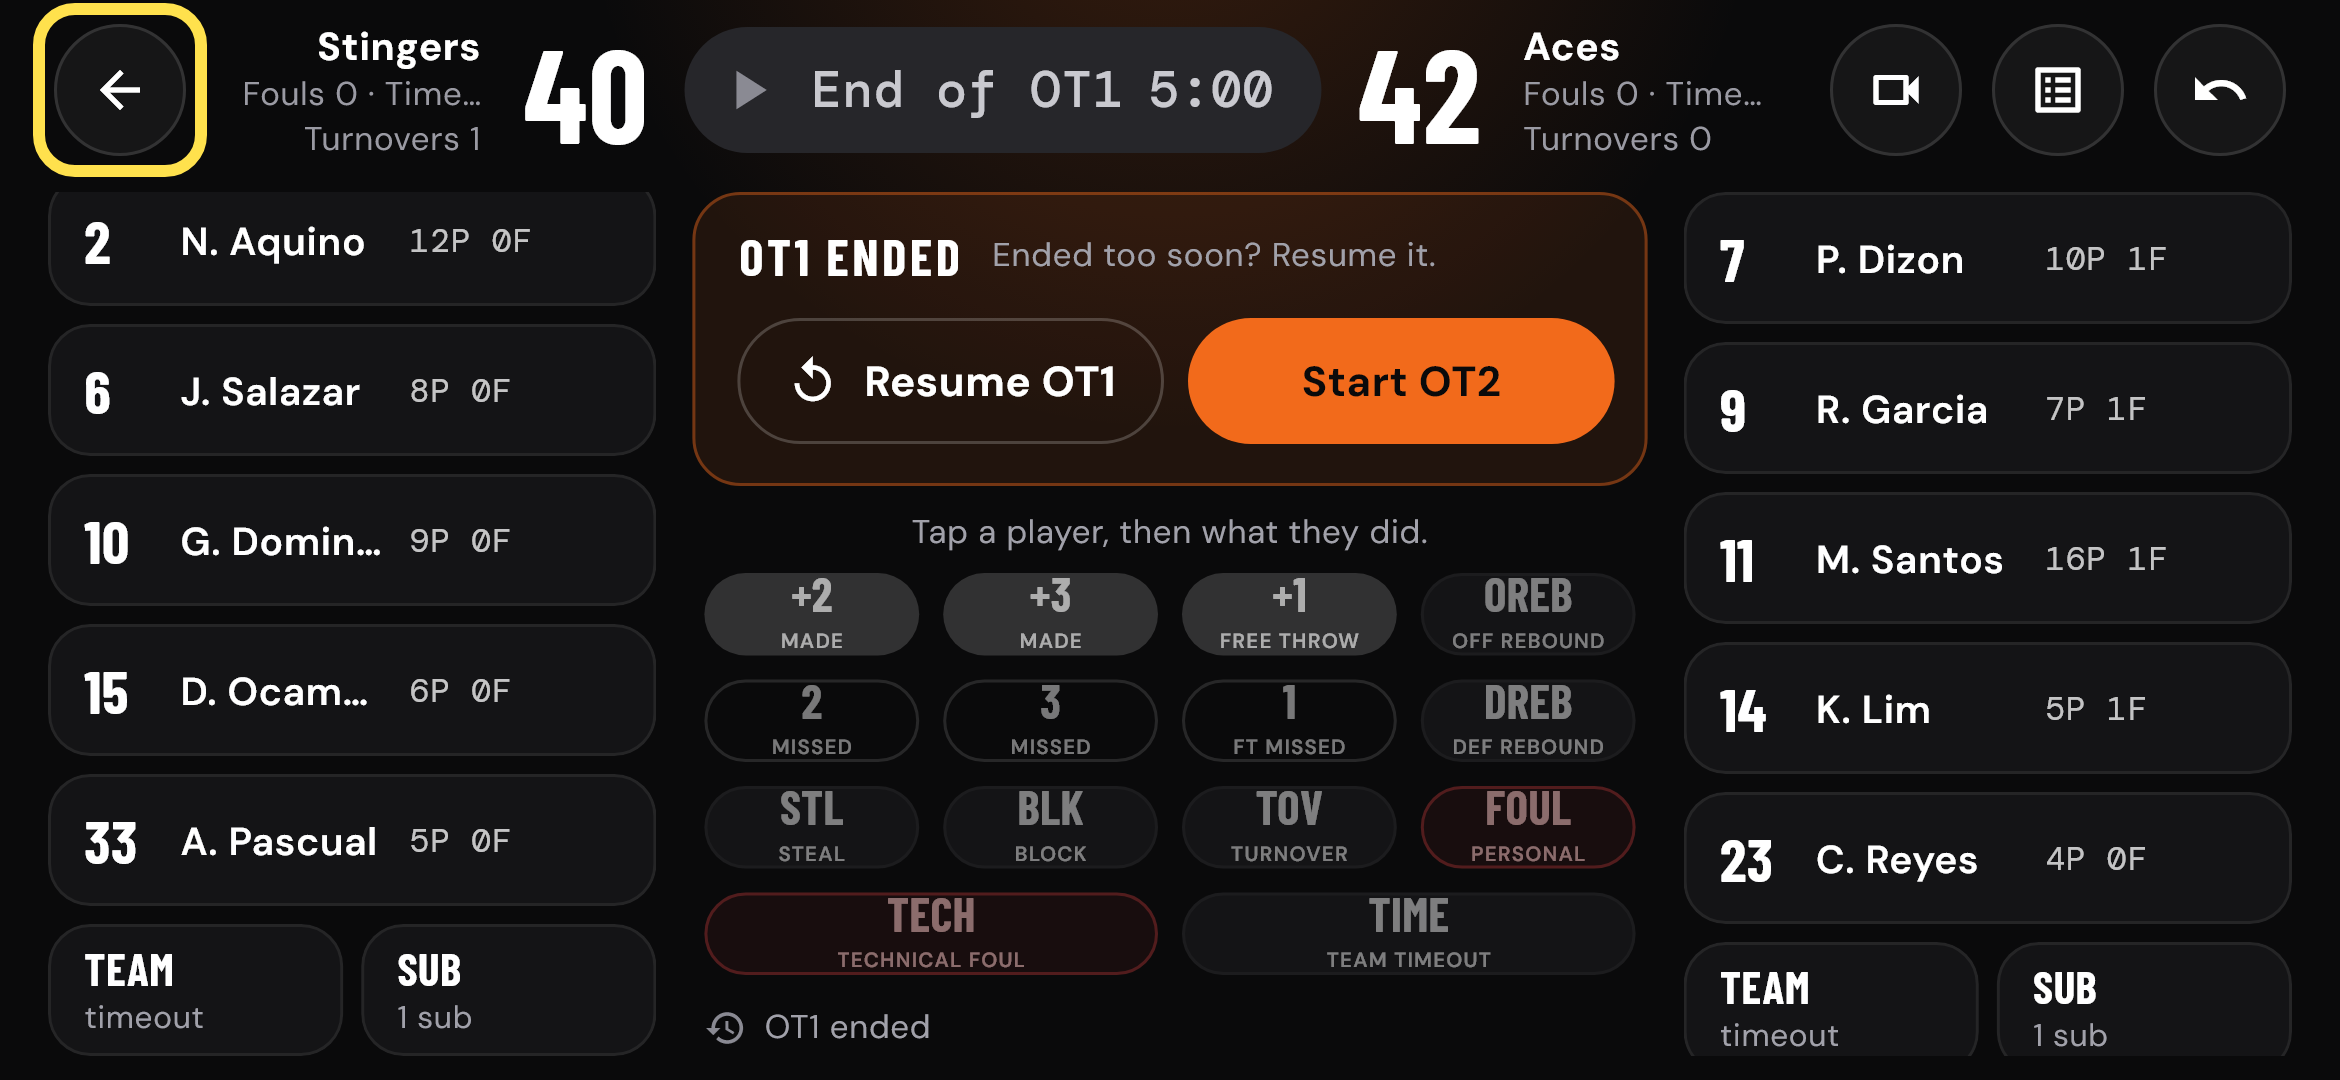 Stingers
Fouls 0 · Time...
Turnovers 1
40
End of OT1 5:00
42
Aces
Fouls 0 · Time...
Turnovers 0
2 N. Aquino 12P 0F
6 J. Salazar 8P 0F
10 G. Domin... 9P 0F
15 D. Ocam... 6P 0F
33 A. Pascual 5P 0F
TEAM
timeout
SUB
1 sub
OT1 ENDED Ended too soon? Resume it.
Resume OT1
Start OT2
Tap a player, then what they did.
+2
MADE
+3
MADE
+1
FREE THROW
OREB
OFF REBOUND
2
MISSED
3
MISSED
1
FT MISSED
DREB
DEF REBOUND
STL
STEAL
BLK
BLOCK
TOV
TURNOVER
FOUL
PERSONAL
TECH
TECHNICAL FOUL
TIME
TEAM TIMEOUT
OT1 ended
7 P. Dizon 10P 1F
9 R. Garcia 7P 1F
11 M. Santos 16P 1F
14 K. Lim 5P 1F
23 C. Reyes 4P 0F
TEAM
timeout
SUB
1 sub